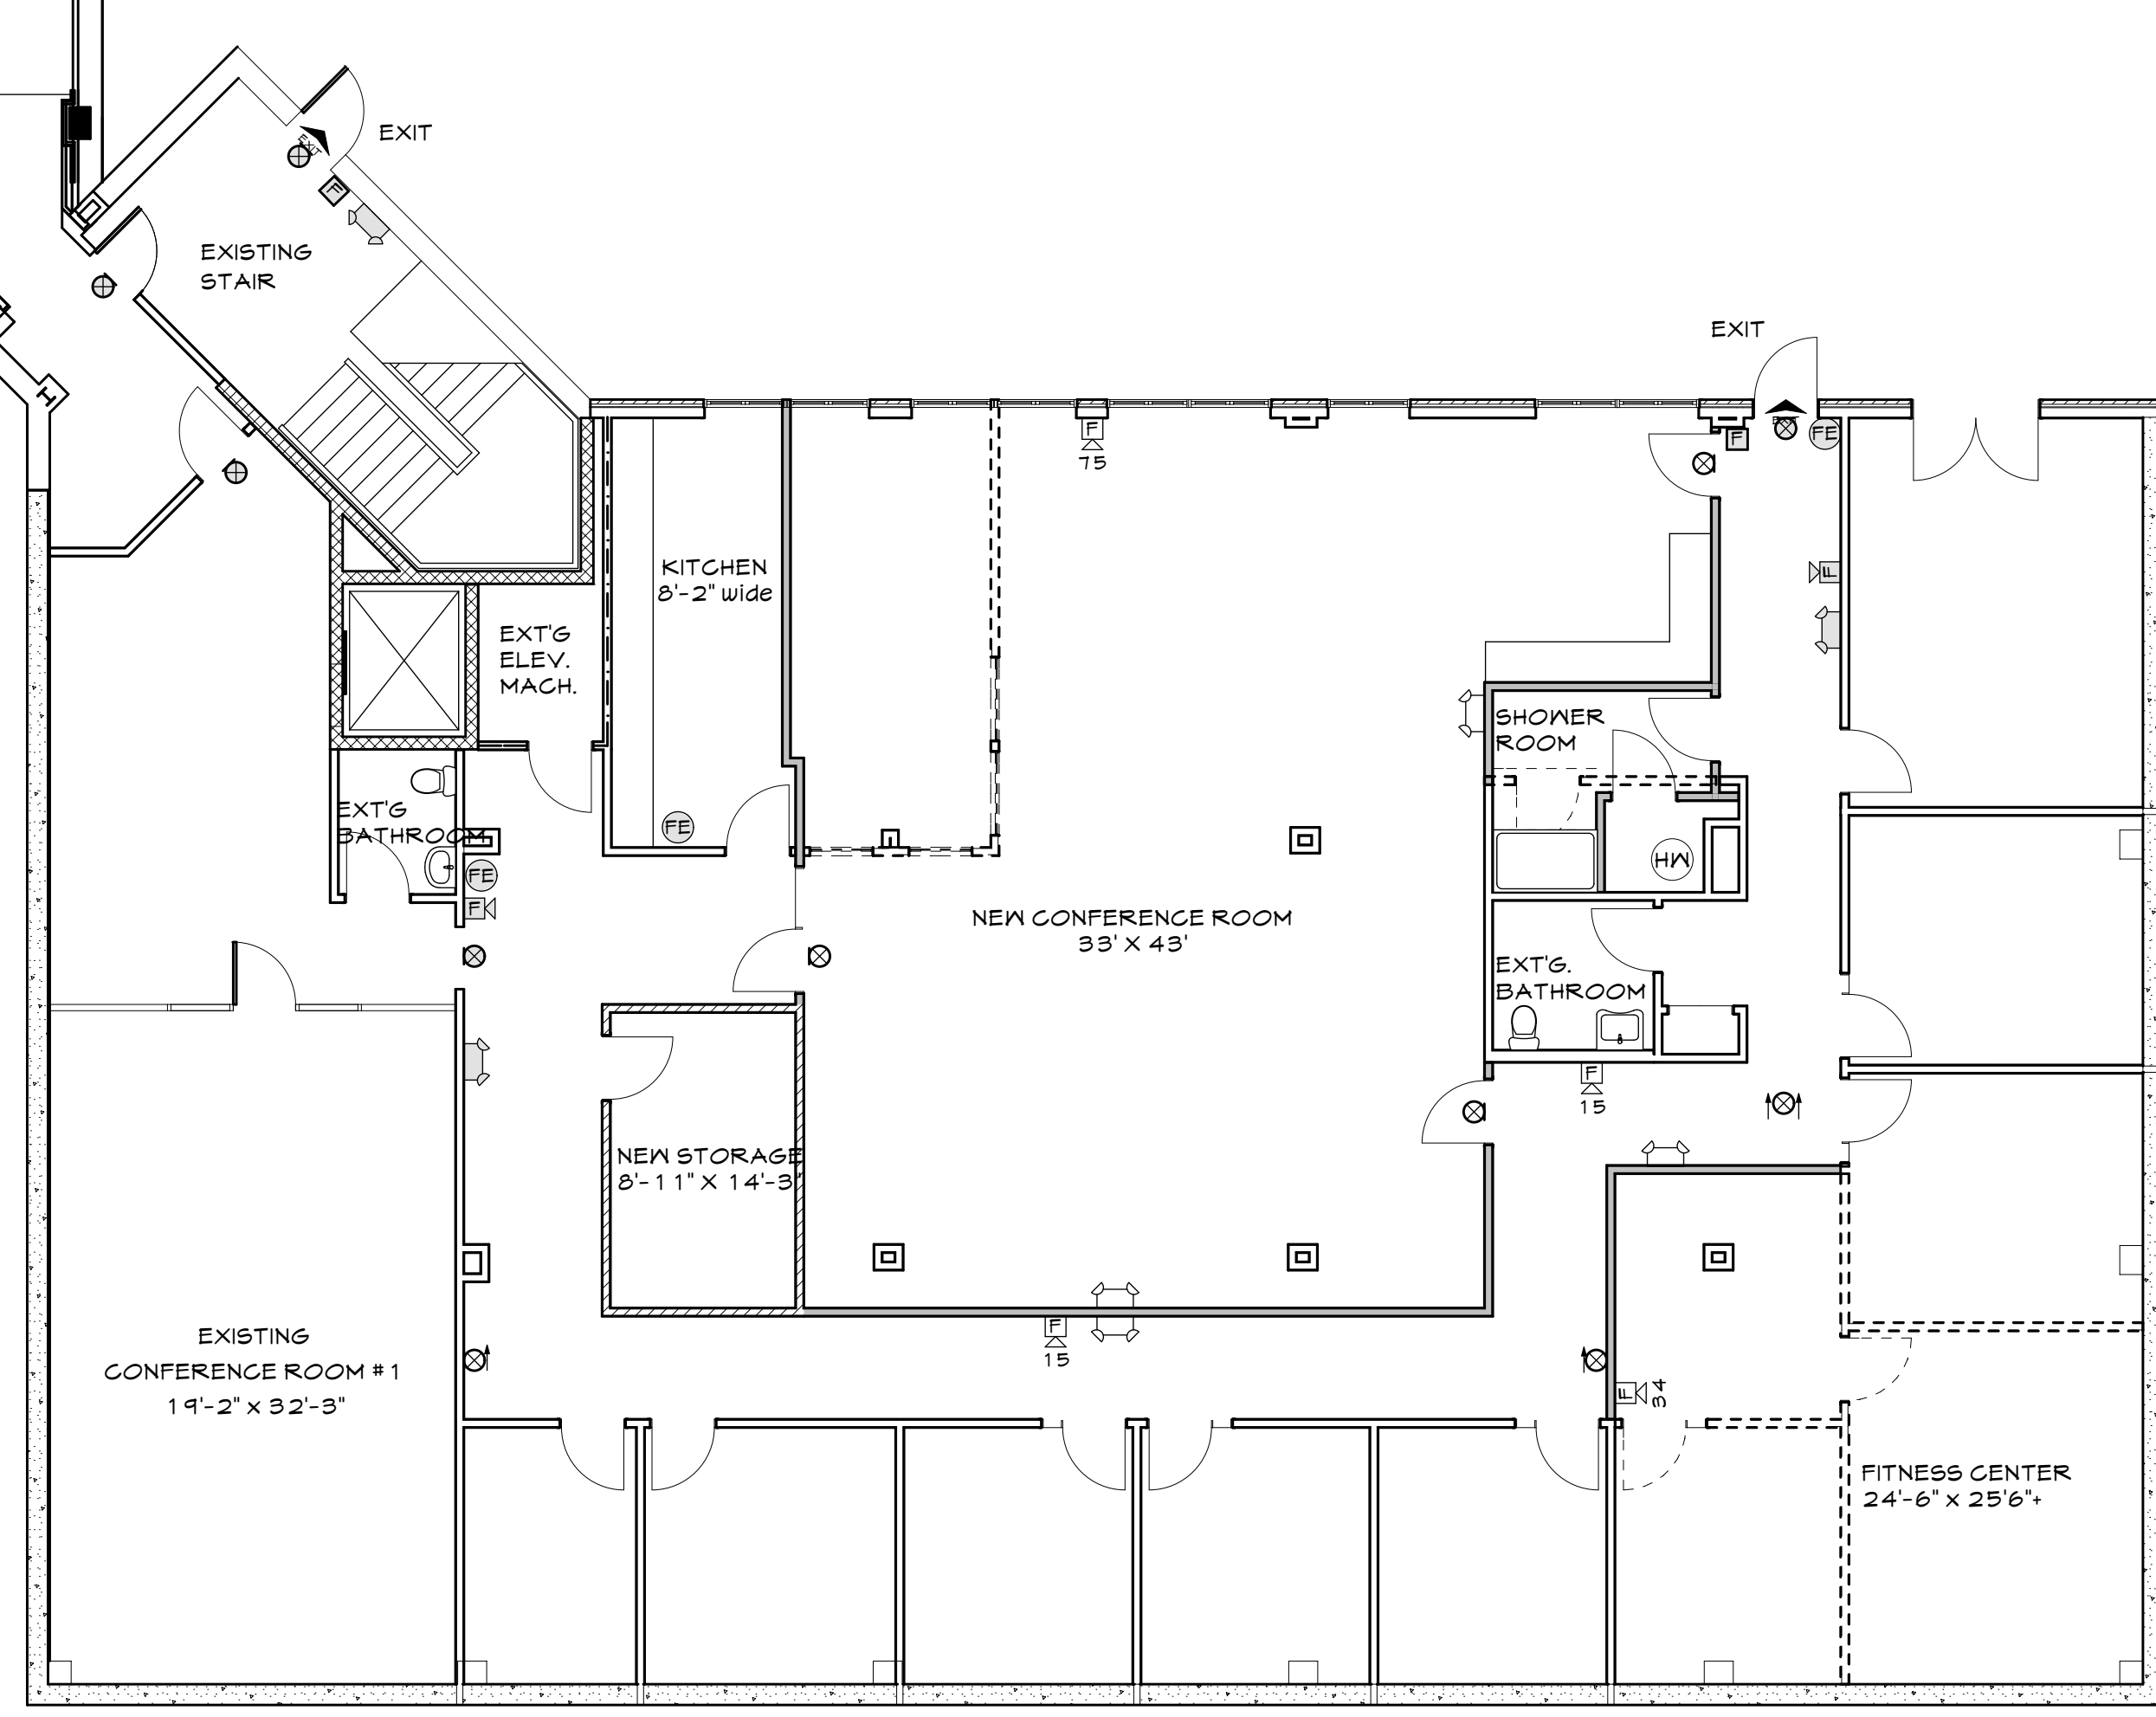 EXIT
EXIT
F
EXISTING
STAIR
EXIT
F
75
F
FE
KITCHEN
8'-2" wide
F
EXT'G
ELEV.
MACH.
SHOWER
ROOM
EXT'G
BATHROOM
FE
HW
FE
F
NEW CONFERENCE ROOM
33' X 43'
EXT'G.
BATHROOM
F
15
NEW STORAGE
8'-11" X 14'-3"
EXISTING
CONFERENCE ROOM #1
19'-2" x 32'-3"
F
15
F
34
FITNESS CENTER
24'-6" x 25'6"+